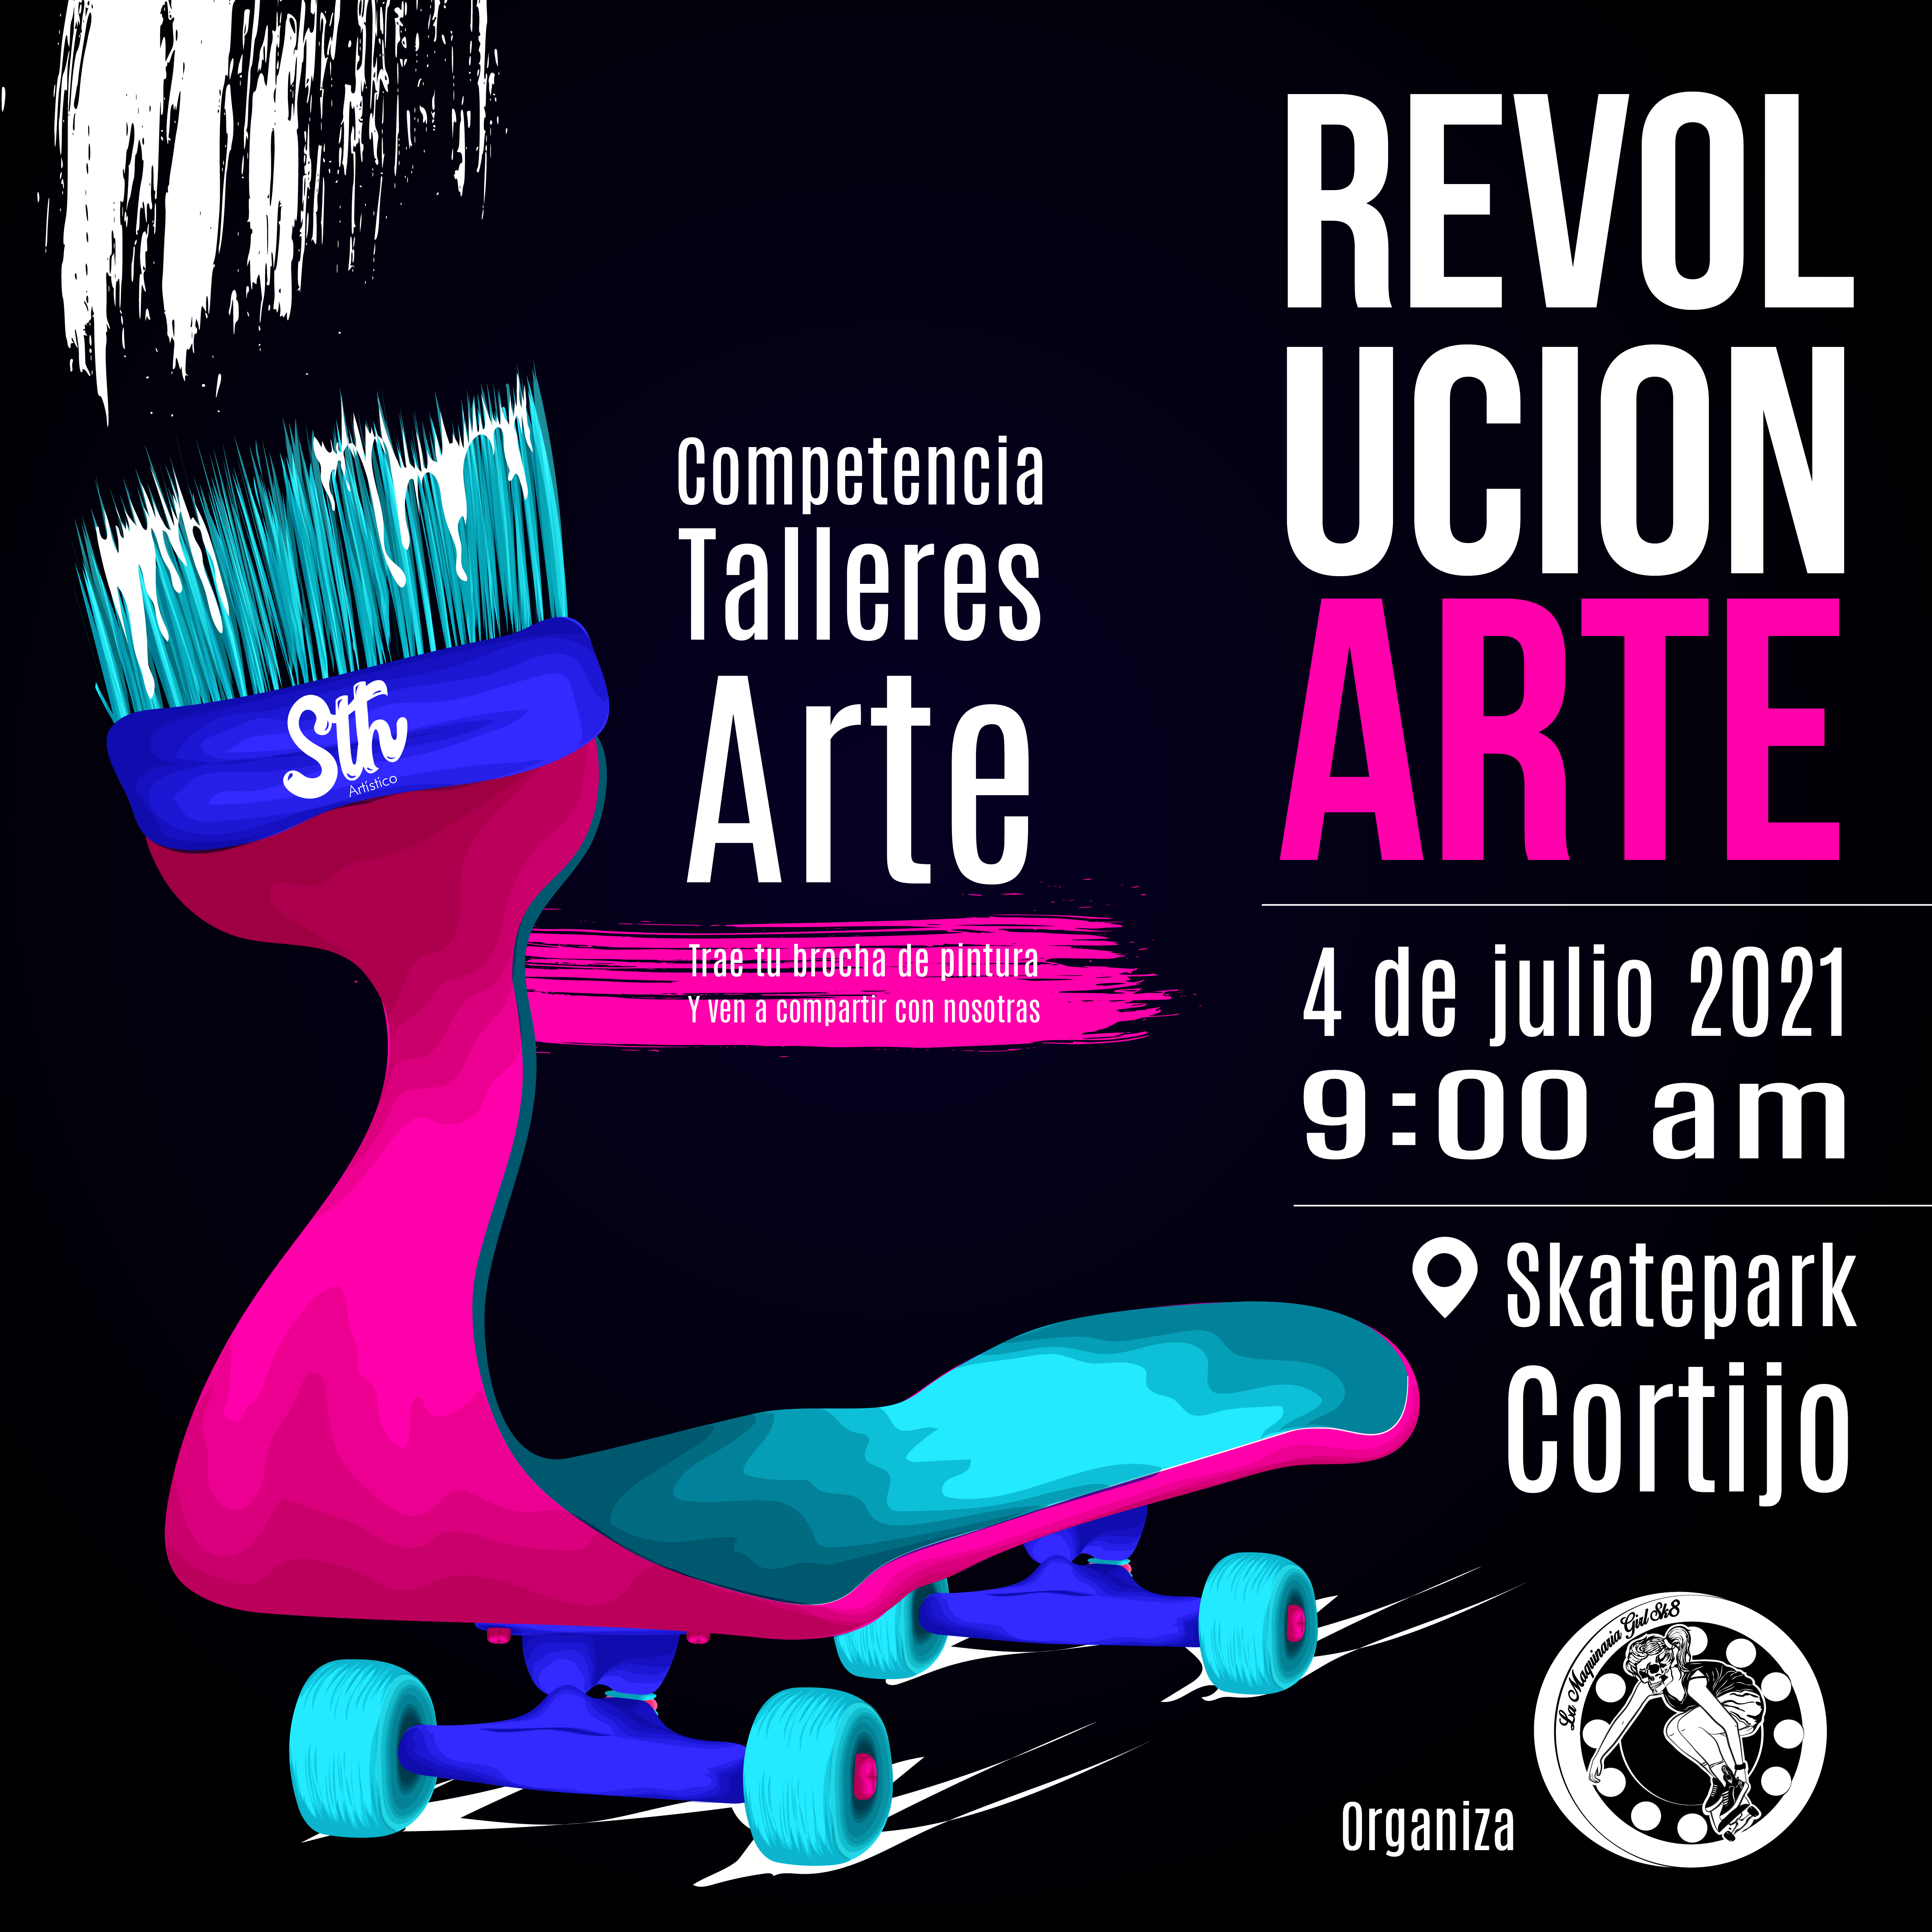 REVOL
UCION
ARTE
Competencia
Talleres
Arte
Trae tu brocha de pintura
Y ven a compartir con nosotras
Sth
Artístico
4 de julio 2021
9:00 am
Skatepark
Cortijo
Organiza
La Maquinaria Girl Sk8